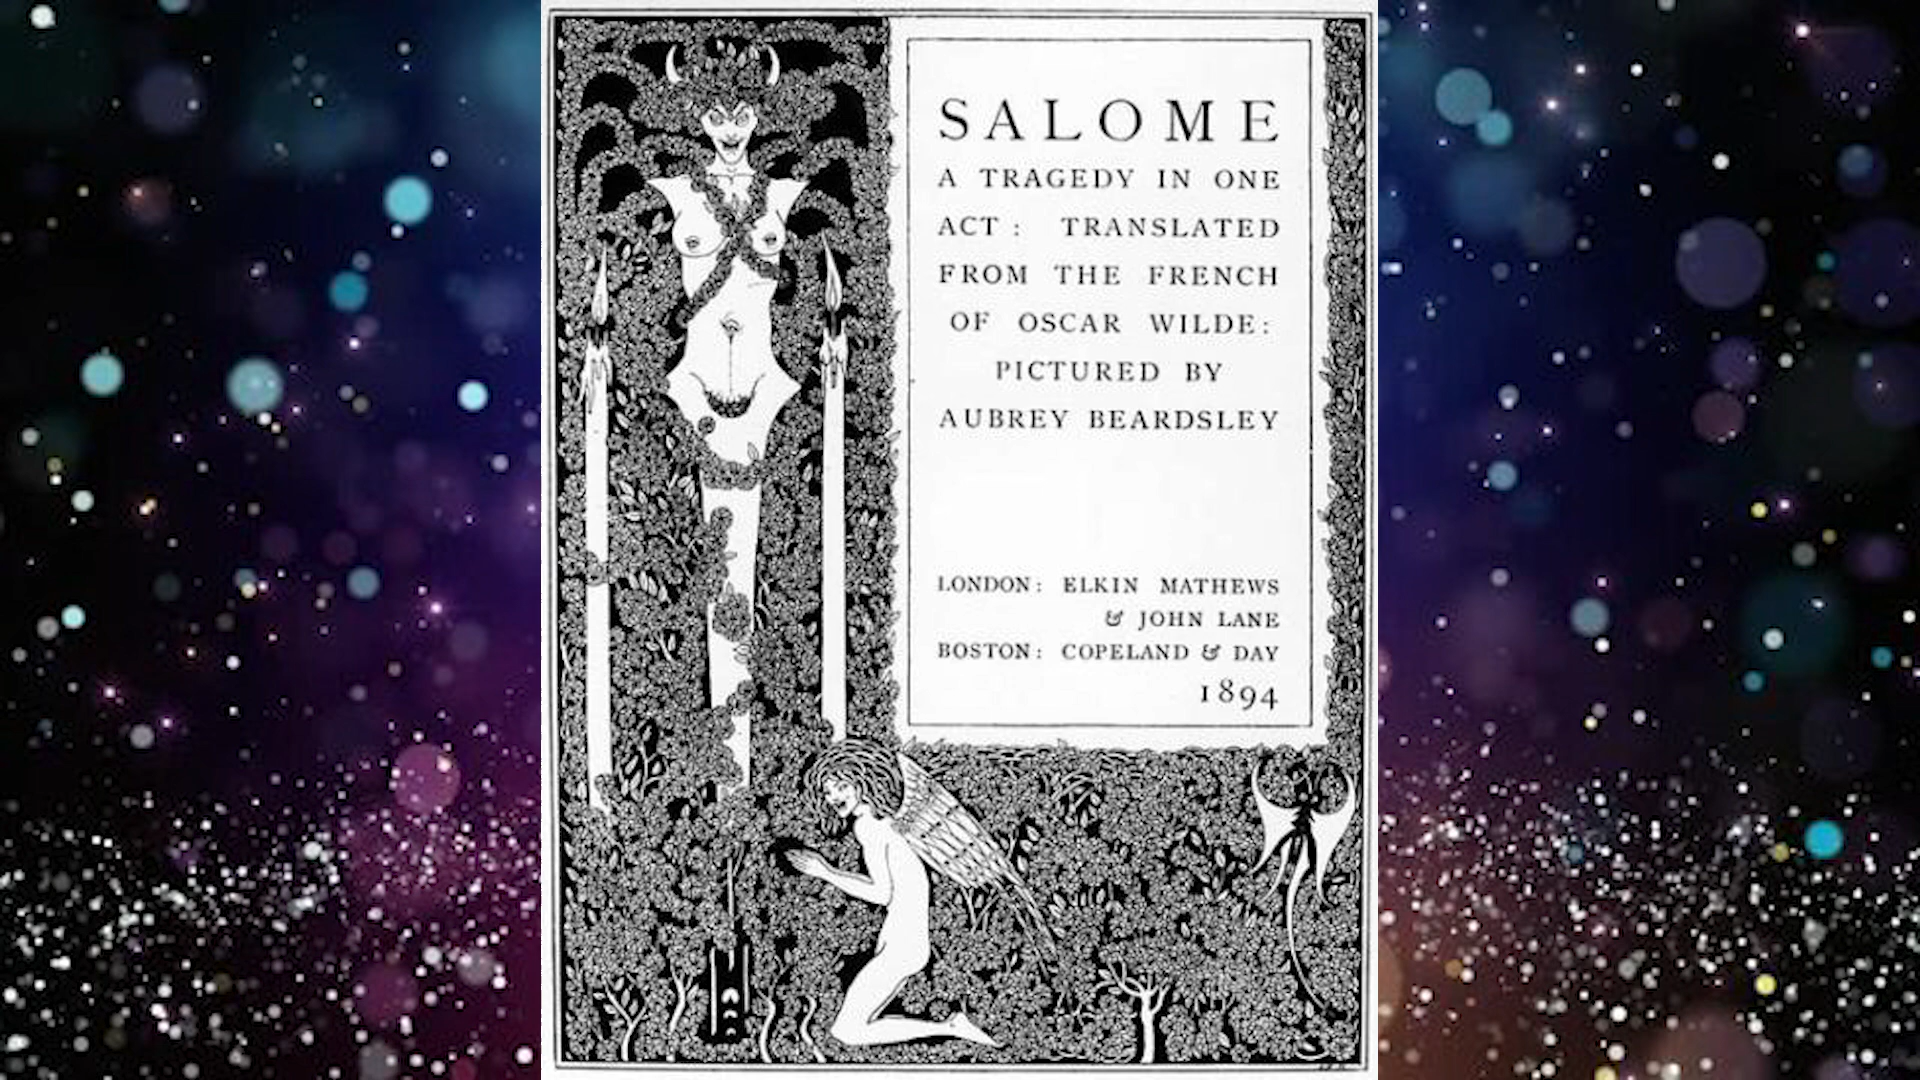 SALOME
A TRAGEDY IN ONE
ACT: TRANSLATED
FROM THE FRENCH
OF OSCAR WILDE:
PICTURED BY
AUBREY BEARDSLEY
LONDON: ELKIN MATHEWS
& JOHN LANE
BOSTON: COPELAND & DAY
1894